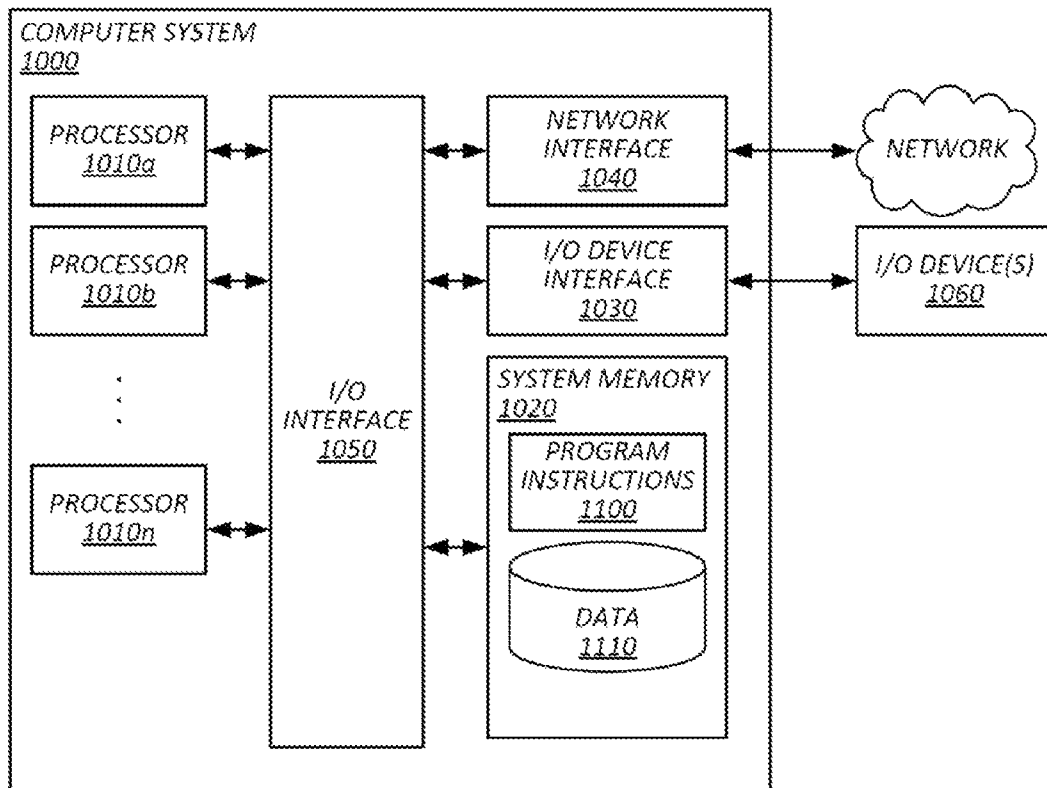 COMPUTER SYSTEM
1000
PROCESSOR
1010a
PROCESSOR
1010b
PROCESSOR
1010n
I/O
INTERFACE
1050
NETWORK
INTERFACE
1040
I/O DEVICE
INTERFACE
1030
SYSTEM MEMORY
1020
PROGRAM
INSTRUCTIONS
1100
DATA
1110
NETWORK
I/O DEVICE(S)
1060